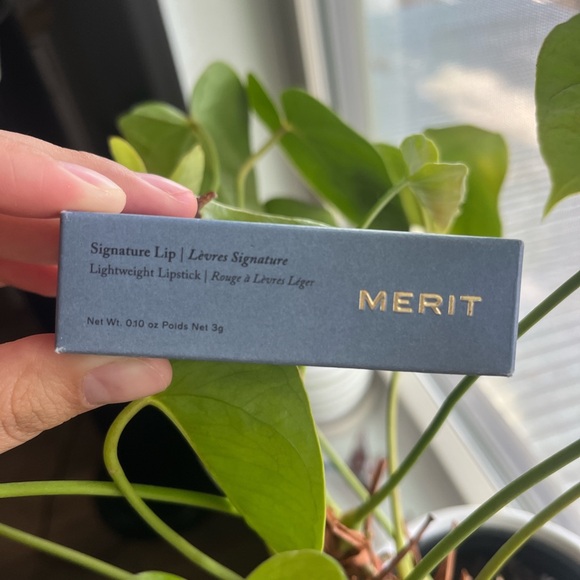 Signature Lip | Lèvres Signature
Lightweight Lipstick | Rouge à Lèvres Léger
MERIT
Net Wt. 0.10 oz Poids Net 3g